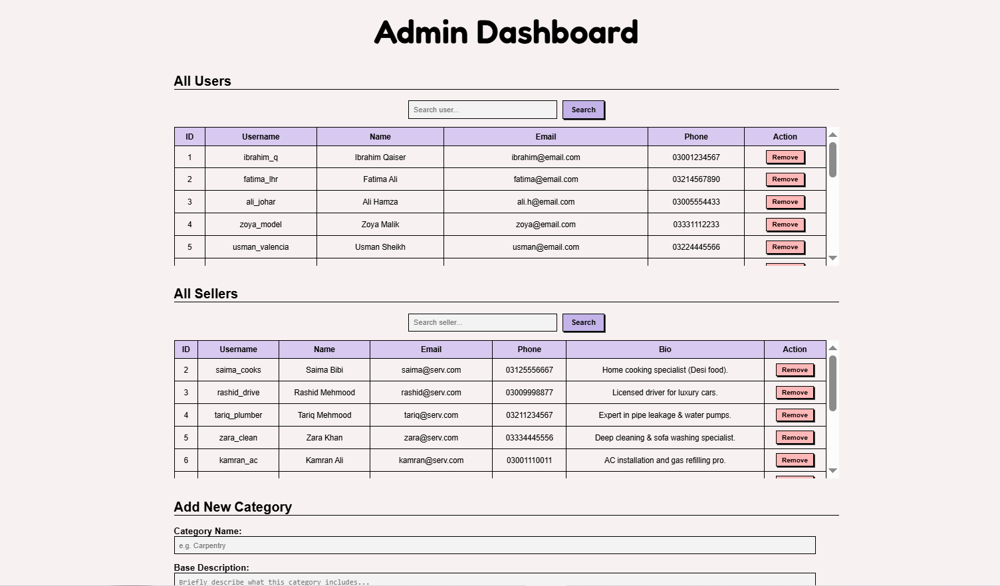 Admin Dashboard
All Users
Search user... Search
ID Username Name Email Phone Action
1 ibrahim_q Ibrahim Qaiser ibrahim@email.com 03001234567 Remove
2 fatima_lhr Fatima Ali fatima@email.com 03214567890 Remove
3 ali_johar Ali Hamza ali.h@email.com 03005554433 Remove
4 zoya_model Zoya Malik zoya@email.com 03331112233 Remove
5 usman_valencia Usman Sheikh usman@email.com 03224445566 Remove
All Sellers
Search seller... Search
ID Username Name Email Phone Bio Action
2 saima_cooks Saima Bibi saima@serv.com 03125556667 Home cooking specialist (Desi food). Remove
3 rashid_drive Rashid Mehmood rashid@serv.com 03009998877 Licensed driver for luxury cars. Remove
4 tariq_plumber Tariq Mehmood tariq@serv.com 03211234567 Expert in pipe leakage & water pumps. Remove
5 zara_clean Zara Khan zara@serv.com 03334445556 Deep cleaning & sofa washing specialist. Remove
6 kamran_ac Kamran Ali kamran@serv.com 03001110011 AC installation and gas refilling pro. Remove
Add New Category
Category Name:
e.g. Carpentry
Base Description:
Briefly describe what this category includes...